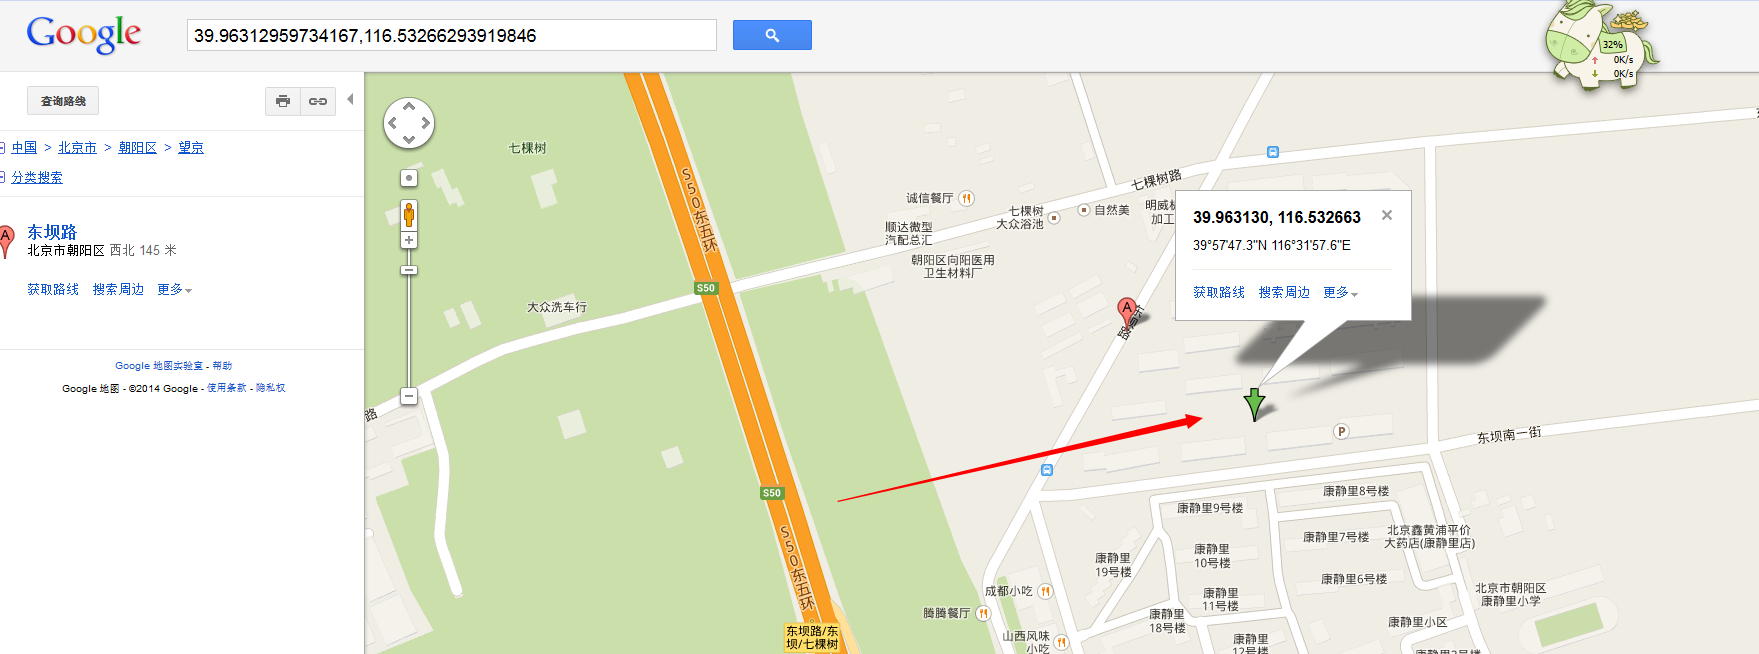 Google
39.96312959734167,116.53266293919846
32%
0K/s
0K/s
查询路线
中国 > 北京市 > 朝阳区 > 望京
分类搜索
A
东坝路
北京市朝阳区 西北 145 米
获取路线 搜索周边 更多
Google 地图实验室 - 帮助
Google 地图 - ©2014 Google - 使用条款 - 隐私权
七棵树
S50东五环
七棵树路
诚信餐厅
七棵树
大众浴池
自然美
明威机
加工
顺达微型
汽配总汇
朝阳区向阳医用
卫生材料厂
39.963130, 116.532663
39°57'47.3"N 116°31'57.6"E
获取路线 搜索周边 更多
S50
大众洗车行
A
东坝路
路
P
东坝南一街
S50
S50东五环
康静里8号楼
康静里9号楼
康静里7号楼
北京鑫黄浦平价
大药店(康静里店)
康静里
19号楼
康静里
10号楼
康静里6号楼
成都小吃
康静里
11号楼
北京市朝阳区
康静里小学
腾腾餐厅
康静里
18号楼
康静里小区
东坝路/东
坝/七棵树
山西风味
小吃
康静里
12号楼